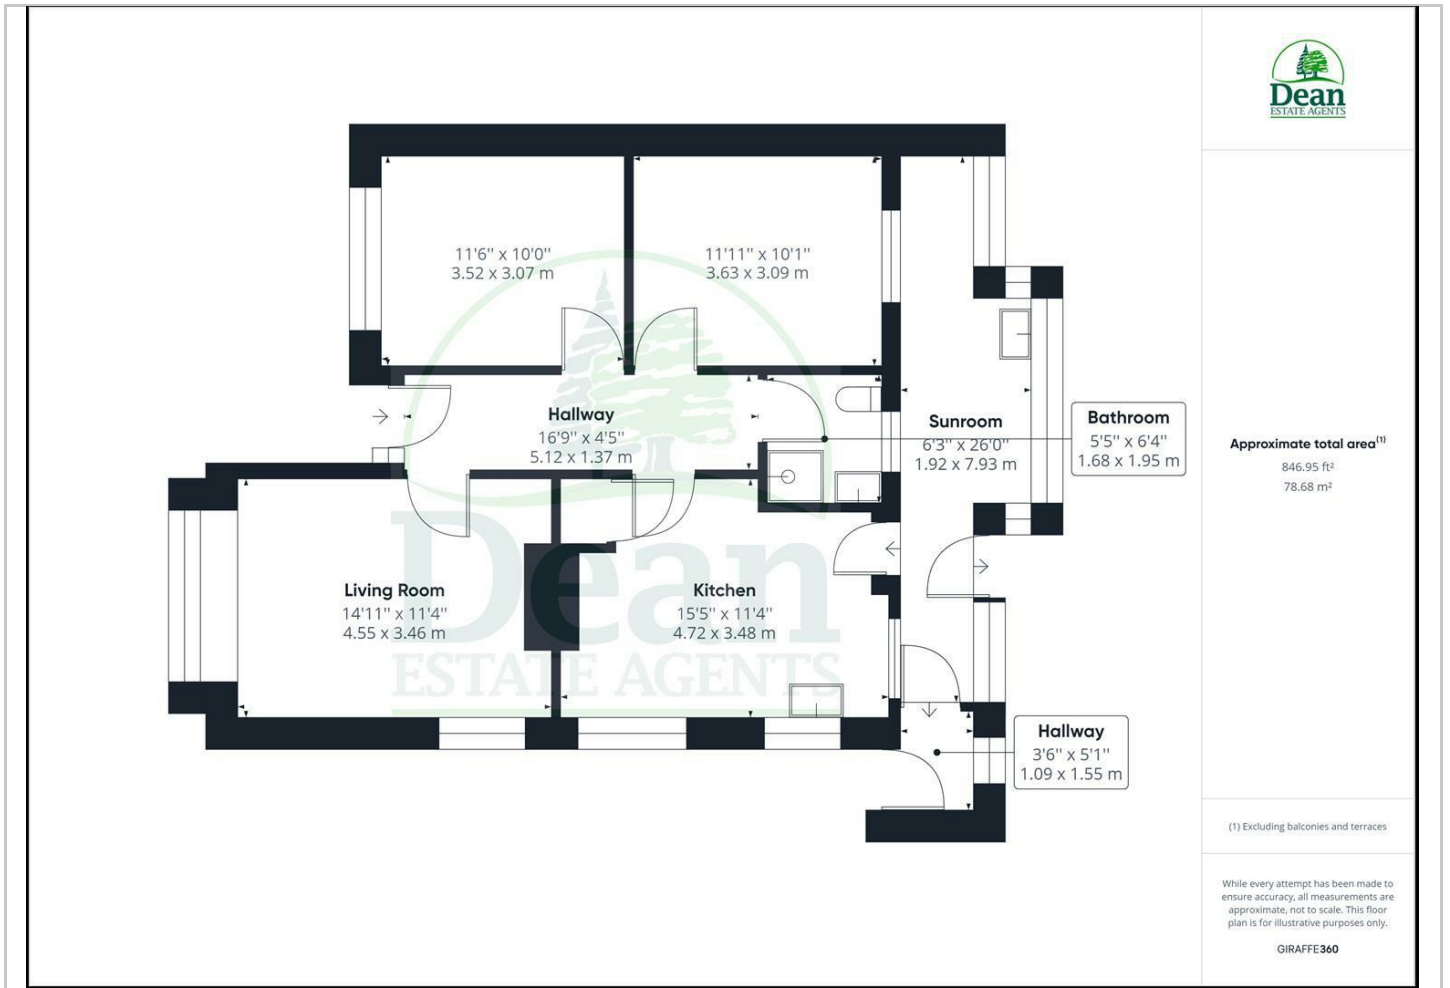 Dean
ESTATE AGENTS
11'6'' x 10'0''
3.52 x 3.07 m
11'11'' x 10'1''
3.63 x 3.09 m
Hallway
16'9'' x 4'5''
5.12 x 1.37 m
Sunroom
6'3'' x 26'0''
1.92 x 7.93 m
Bathroom
5'5'' x 6'4''
1.68 x 1.95 m
Living Room
14'11'' x 11'4''
4.55 x 3.46 m
Kitchen
15'5'' x 11'4''
4.72 x 3.48 m
Dean
ESTATE AGENTS
Hallway
3'6'' x 5'1''
1.09 x 1.55 m
Approximate total area(1)
846.95 ft²
78.68 m²
(1) Excluding balconies and terraces
While every attempt has been made to
ensure accuracy, all measurements are
approximate, not to scale. This floor
plan is for illustrative purposes only.
GIRAFFE360